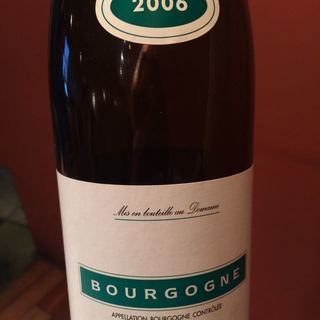 2006
Mis en bouteille au Domaine
BOURGOGNE
APPELLATION BOURGOGNE CONTRÔLÉE